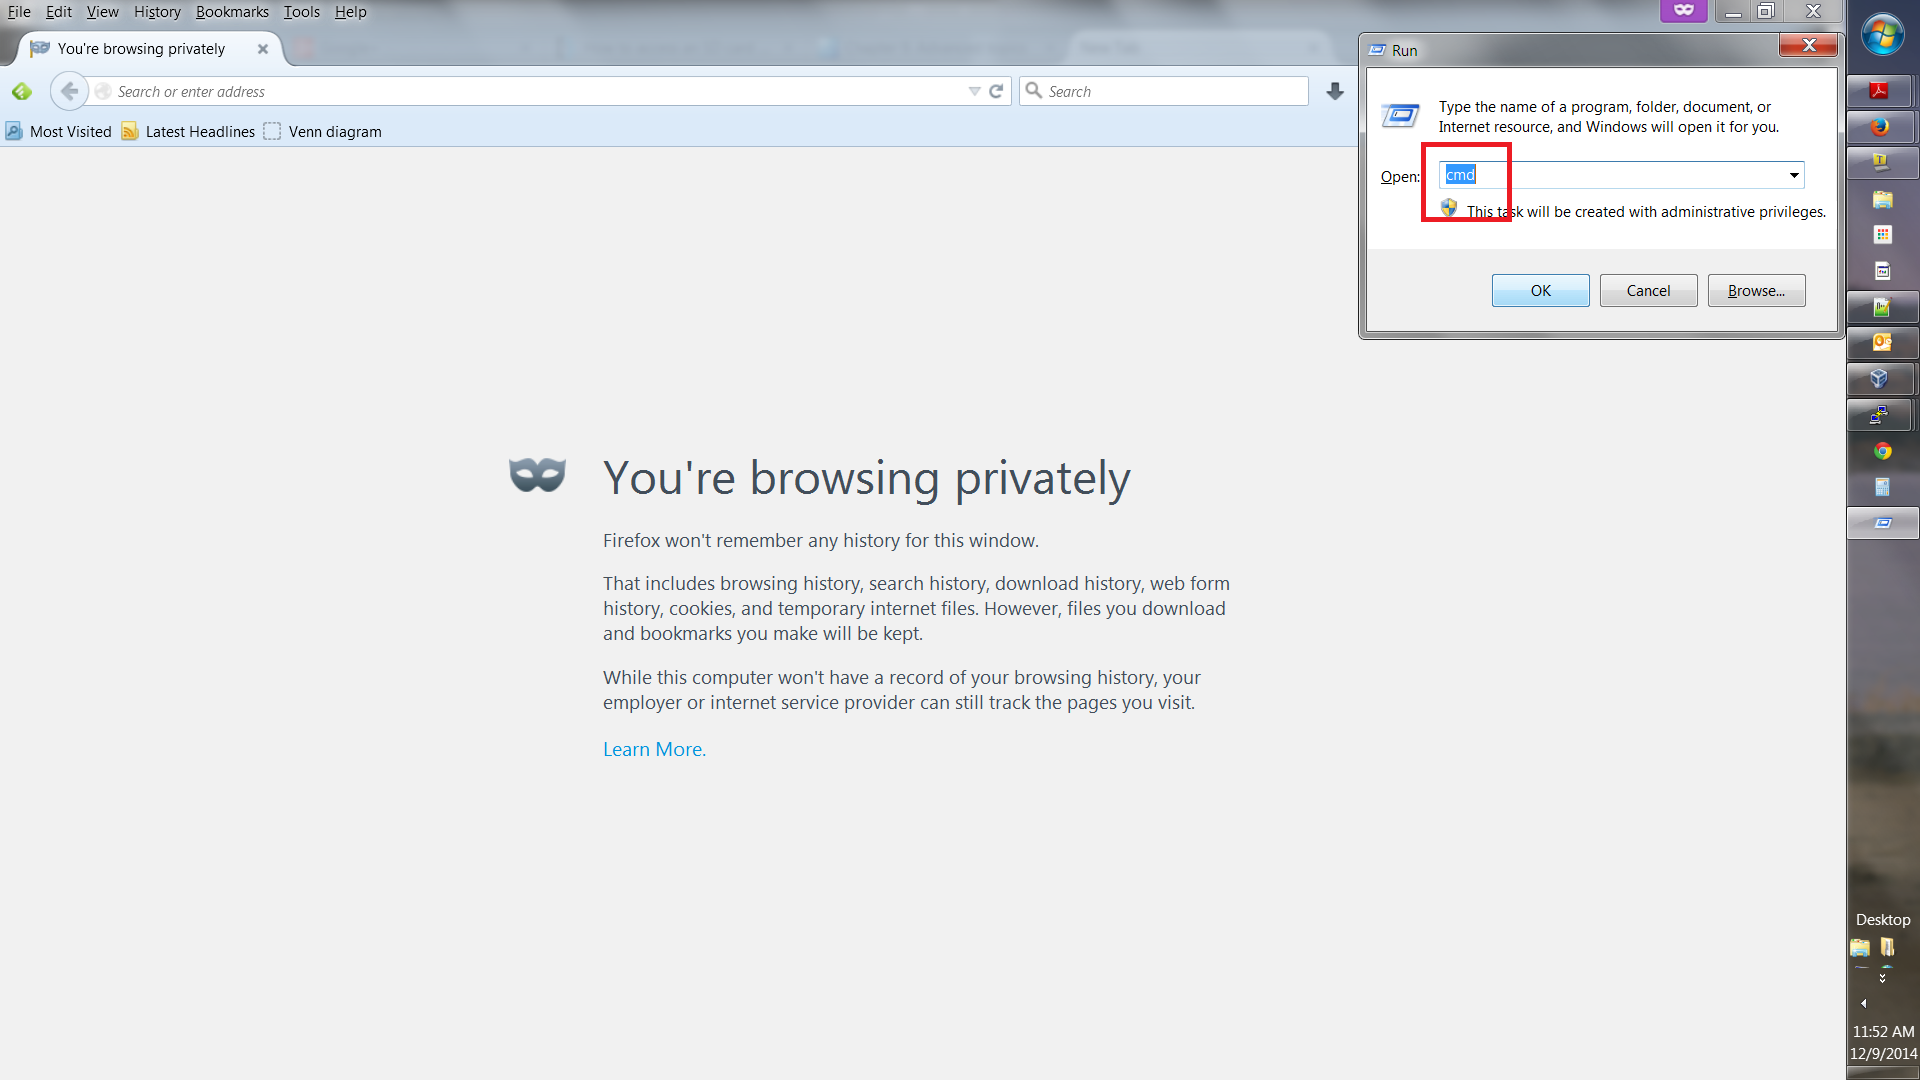 File Edit View History Bookmarks Tools Help
You're browsing privately
Search or enter address
Search
Most Visited Latest Headlines Venn diagram
Run
Type the name of a program, folder, document, or
Internet resource, and Windows will open it for you.
Open: cmd
This task will be created with administrative privileges.
OK Cancel Browse...
You're browsing privately
Firefox won't remember any history for this window.
That includes browsing history, search history, download history, web form
history, cookies, and temporary internet files. However, files you download
and bookmarks you make will be kept.
While this computer won't have a record of your browsing history, your
employer or internet service provider can still track the pages you visit.
Learn More.
Desktop
11:52 AM
12/9/2014